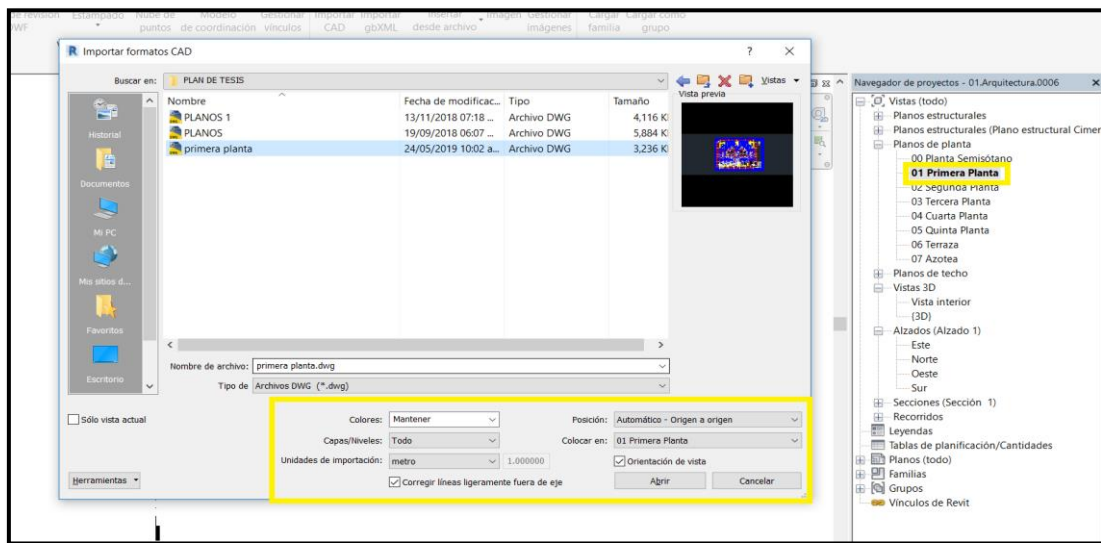 de revisión Estampado Nube de Modelo Gestionar Importar Importar Insertar Imagen Gestionar Cargar Cargar como
puntos de coordinación vínculos CAD gbXML desde archivo imágenes familia grupo
Importar formatos CAD ? ×
Buscar en: PLAN DE TESIS Vistas
Nombre Fecha de modificac... Tipo Tamaño Vista previa
PLANOS 1 13/11/2018 07:18 ... Archivo DWG 4,116 K
PLANOS 19/09/2018 06:07 ... Archivo DWG 5,884 K
primera planta 24/05/2019 10:02 a... Archivo DWG 3,236 K
Historial
Documentos
Mi PC
Mis sitios d...
Favoritos
Escritorio
Nombre de archivo: primera planta.dwg
Tipo de Archivos DWG (*.dwg)
Sólo vista actual
Colores: Mantener Posición: Automático - Origen a origen
Capas/Niveles: Todo Colocar en: 01 Primera Planta
Unidades de importación: metro 1.000000 Orientación de vista
Herramientas Corregir líneas ligeramente fuera de eje Abrir Cancelar
Navegador de proyectos - 01.Arquitectura.0006 ×
Vistas (todo)
Planos estructurales
Planos estructurales (Plano estructural Cimer
Planos de planta
00 Planta Semisótano
01 Primera Planta
02 Segunda Planta
03 Tercera Planta
04 Cuarta Planta
05 Quinta Planta
06 Terraza
07 Azotea
Planos de techo
Vistas 3D
Vista interior
{3D}
Alzados (Alzado 1)
Este
Norte
Oeste
Sur
Secciones (Sección 1)
Recorridos
Leyendas
Tablas de planificación/Cantidades
Planos (todo)
Familias
Grupos
Vínculos de Revit